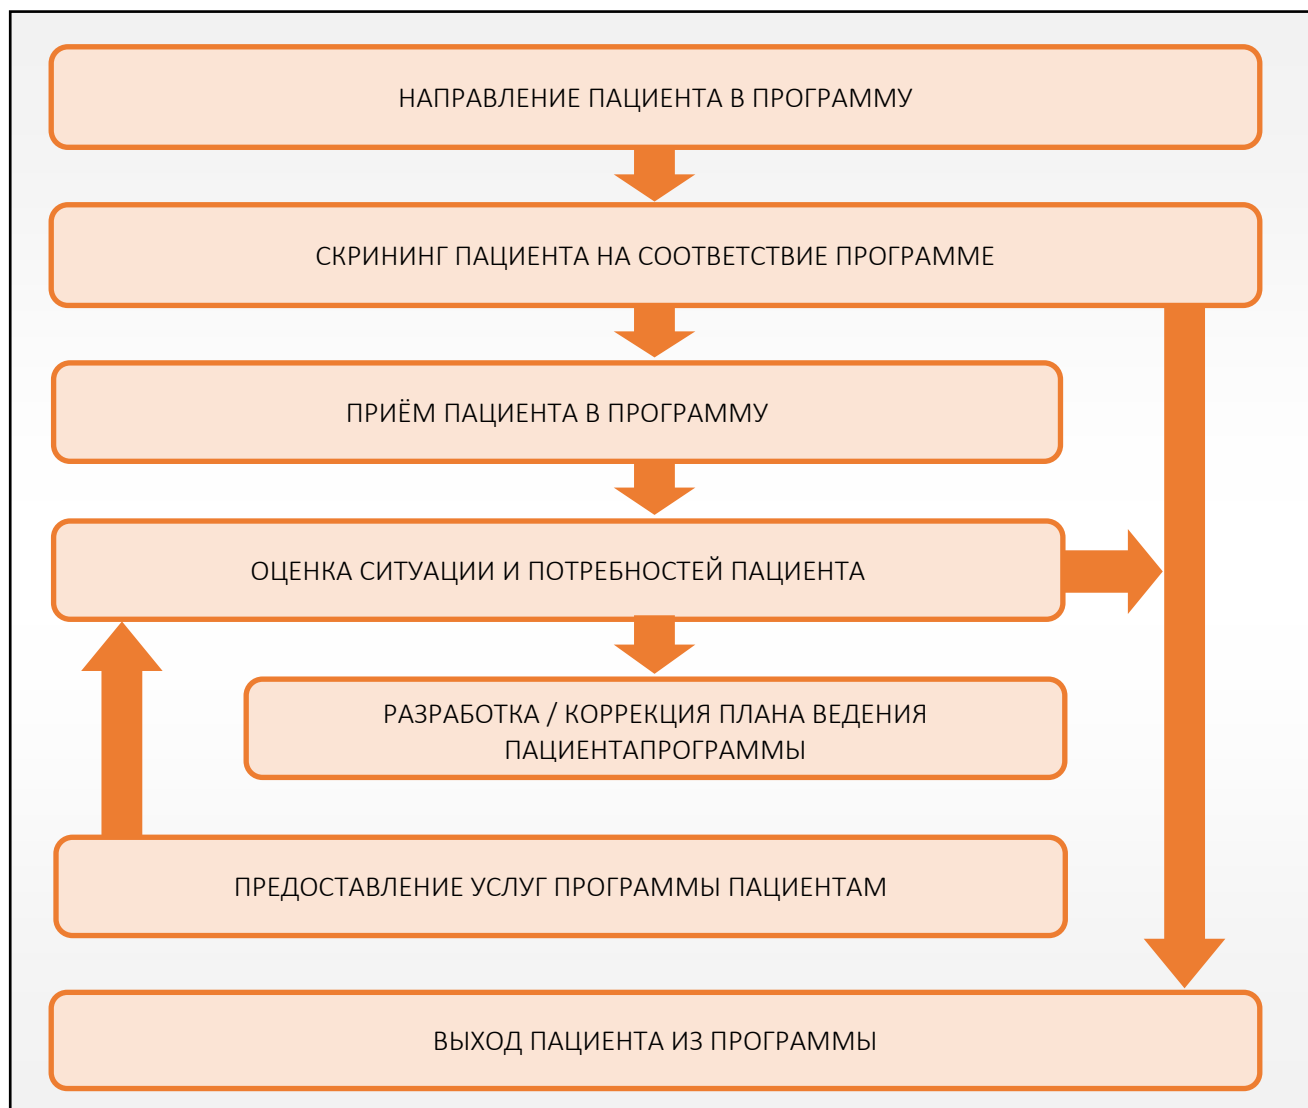 НАПРАВЛЕНИЕ ПАЦИЕНТА В ПРОГРАММУ
СКРИНИНГ ПАЦИЕНТА НА СООТВЕТСТВИЕ ПРОГРАММЕ
ПРИЁМ ПАЦИЕНТА В ПРОГРАММУ
ОЦЕНКА СИТУАЦИИ И ПОТРЕБНОСТЕЙ ПАЦИЕНТА
РАЗРАБОТКА / КОРРЕКЦИЯ ПЛАНА ВЕДЕНИЯ
ПАЦИЕНТАПРОГРАММЫ
ПРЕДОСТАВЛЕНИЕ УСЛУГ ПРОГРАММЫ ПАЦИЕНТАМ
ВЫХОД ПАЦИЕНТА ИЗ ПРОГРАММЫ